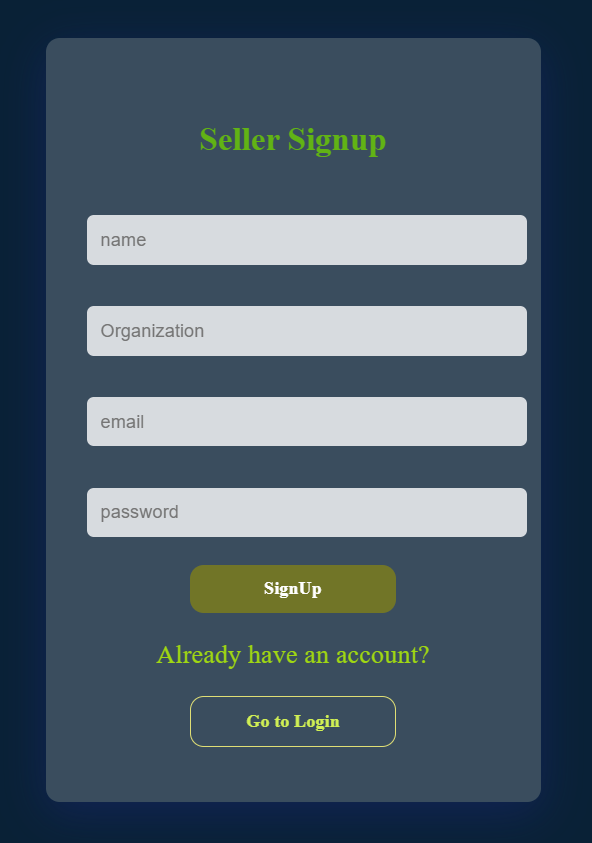 Seller Signup
name
Organization
email
password
SignUp
Already have an account?
Go to Login